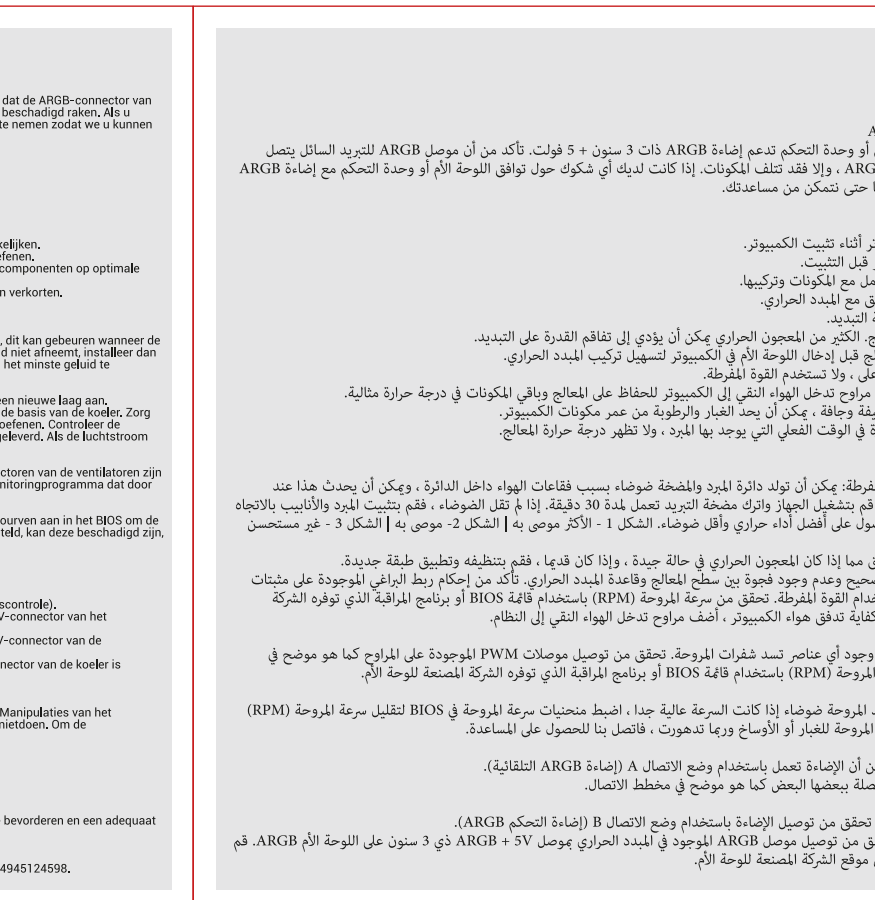 dat de ARGB-connector van
beschadigd raken. Als u
te nemen zodat we u kunnen
kelijken.
efenen.
componenten op optimale
n verkorten.
, dit kan gebeuren wanneer de
d niet afneemt, installeer dan
het minste geluid te
een nieuwe laag aan.
de basis van de koeler. Zorg
oefenen. Controleer de
geleverd. Als de luchtstroom
ctoren van de ventilatoren zijn
nitoringprogramma dat door
ourven aan in het BIOS om de
teld, kan deze beschadigd zijn,
scontrole).
V-connector van het
V-connector van de
nector van de koeler is
Manipulaties van het
nietdoen. Om de
bevorderen en een adequaat
4945124598.
أو وحدة التحكم تدعم إضاءة ARGB ذات 3 سنون + 5 فولت. تأكد من أن موصل ARGB للتبريد السائل يتصل
، وإلا فقد تتلف المكونات. إذا كانت لديك أي شكوك حول توافق اللوحة الأم أو وحدة التحكم مع إضاءة ARGB
ا حتى نتمكن من مساعدتك.
تر أثناء تثبيت الكمبيوتر.
قبل التثبيت.
مل مع المكونات وتركيبها.
ق مع المبدد الحراري.
ة التبديد.
ج. الكثير من المعجون الحراري يمكن أن يؤدي إلى تفاقم القدرة على التبديد.
لج قبل إدخال اللوحة الأم في الكمبيوتر لتسهيل تركيب المبدد الحراري.
على ، ولا تستخدم القوة المفرطة.
مراوح تدخل الهواء النقي إلى الكمبيوتر للحفاظ على المعالج وباقي المكونات في درجة حرارة مثالية.
يفة وجافة ، يمكن أن يحد الغبار والرطوبة من عمر مكونات الكمبيوتر.
ة في الوقت الفعلي التي يوجد بها المبرد ، ولا تظهر درجة حرارة المعالج.
فرطة: يمكن أن تولد دائرة المبرد والمضخة ضوضاء بسبب فقاعات الهواء داخل الدائرة ، ويمكن أن يحدث هذا عند
قم بتشغيل الجهاز واترك مضخة التبريد تعمل لمدة 30 دقيقة. إذا لم تقل الضوضاء ، فقم بتثبيت المبرد والأنابيب بالاتجاه
صول على أفضل أداء حراري وأقل ضوضاء. الشكل 1 - الأكثر موصى به | الشكل 2- موصى به | الشكل 3 - غير مستحسن
ق مما إذا كان المعجون الحراري في حالة جيدة ، وإذا كان قديما ، فقم بتنظيفه وتطبيق طبقة جديدة.
صحيح وعدم وجود فجوة بين سطح المعالج وقاعدة المبدد الحراري. تأكد من إحكام ربط البراغي الموجودة على مثبتات
خدام القوة المفرطة. تحقق من سرعة المروحة (RPM) باستخدام قائمة BIOS أو برنامج المراقبة الذي توفره الشركة
كفاية تدفق هواء الكمبيوتر ، أضف مراوح تدخل الهواء النقي إلى النظام.
وجود أي عناصر تسد شفرات المروحة. تحقق من توصيل موصلات PWM الموجودة على المراوح كما هو موضح في
المروحة (RPM) باستخدام قائمة BIOS أو برنامج المراقبة الذي توفره الشركة المصنعة للوحة الأم.
د المروحة ضوضاء إذا كانت السرعة عالية جدا ، اضبط منحنيات سرعة المروحة في BIOS لتقليل سرعة المروحة (RPM)
المروحة للغبار أو الأوساخ وربما تدهورت ، فاتصل بنا للحصول على المساعدة.
ن أن الإضاءة تعمل باستخدام وضع الاتصال A (إضاءة ARGB التلقائية).
صلة ببعضها البعض كما هو موضح في مخطط الاتصال.
تحقق من توصيل الإضاءة باستخدام وضع الاتصال B (إضاءة التحكم ARGB).
ق من توصيل موصل ARGB الموجود في المبدد الحراري بموصل ARGB + 5V ذي 3 سنون على اللوحة الأم ARGB. قم
موقع الشركة المصنعة للوحة الأم.